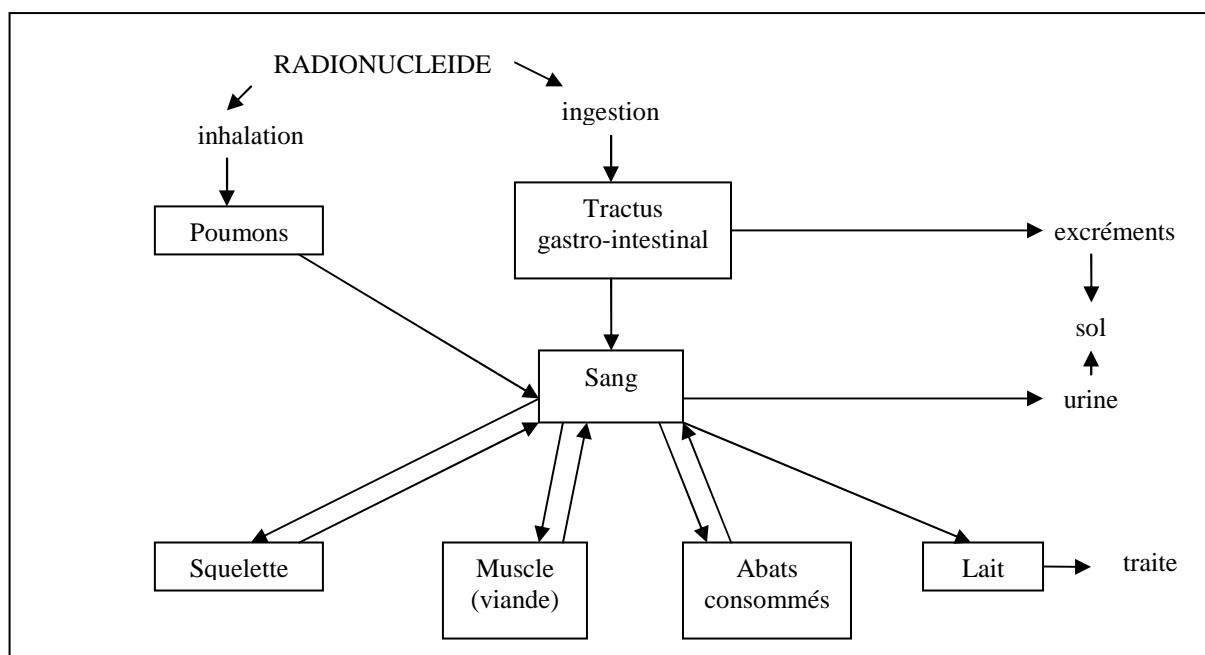 RADIONUCLEIDE
ingestion
inhalation
Tractus
gastro-intestinal
Poumons
excréments
sol
Sang
urine
Squelette
Muscle
(viande)
Abats
consommés
Lait
traite